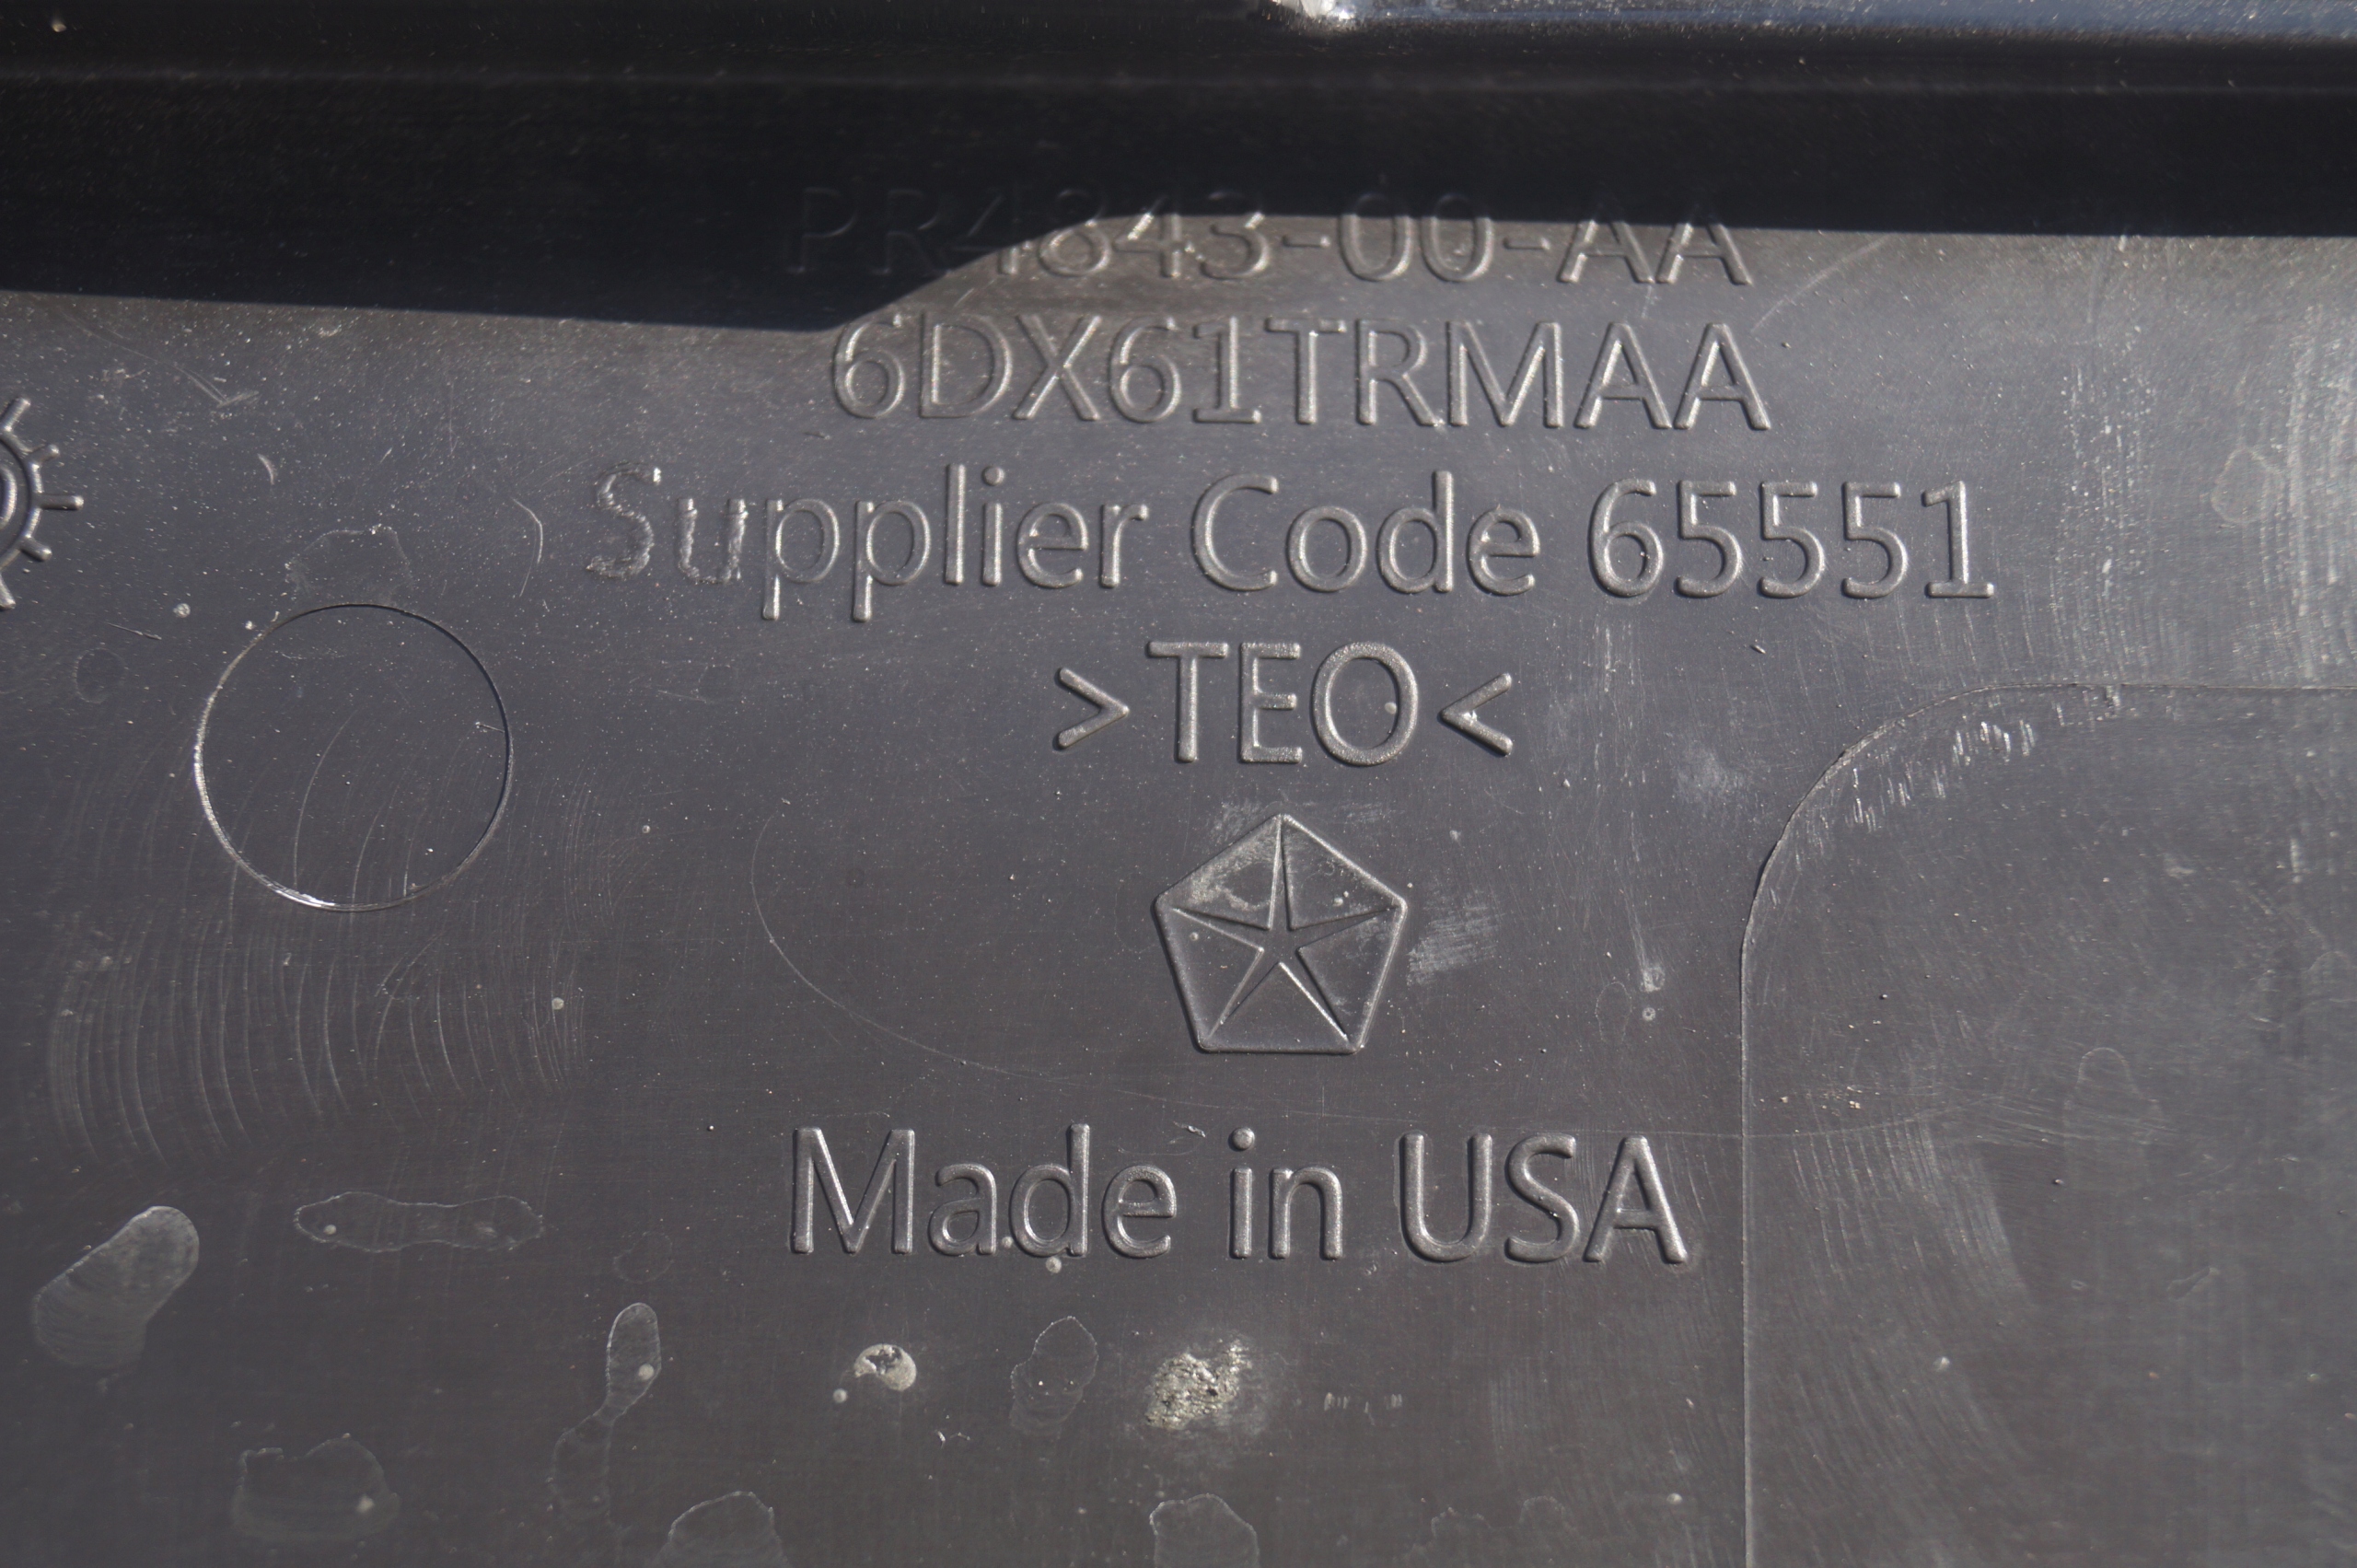 PR4843-00-AA
6DX61TRMAA
Supplier Code 65551
>TEO<
Made in USA